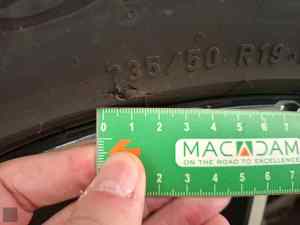 235/50 R19
0 1 2 3 4 5 6 7
MACADAM
ON THE ROAD TO EXCELLENCE
2 3 4 5 6 7